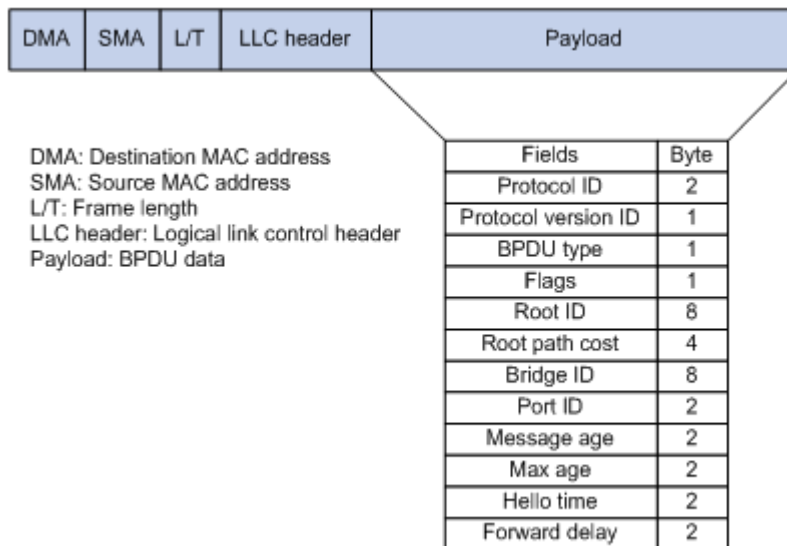 DMA SMA L/T LLC header Payload
DMA: Destination MAC address
SMA: Source MAC address
L/T: Frame length
LLC header: Logical link control header
Payload: BPDU data
Fields Byte
Protocol ID 2
Protocol version ID 1
BPDU type 1
Flags 1
Root ID 8
Root path cost 4
Bridge ID 8
Port ID 2
Message age 2
Max age 2
Hello time 2
Forward delay 2